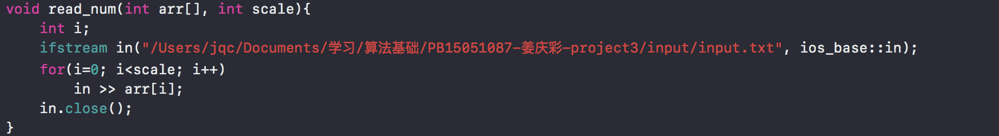 void read_num(int arr[], int scale){
    int i;
    ifstream in("/Users/jqc/Documents/学习/算法基础/PB15051087-姜庆彩-project3/input/input.txt", ios_base::in);
    for(i=0; i<scale; i++)
        in >> arr[i];
    in.close();
}